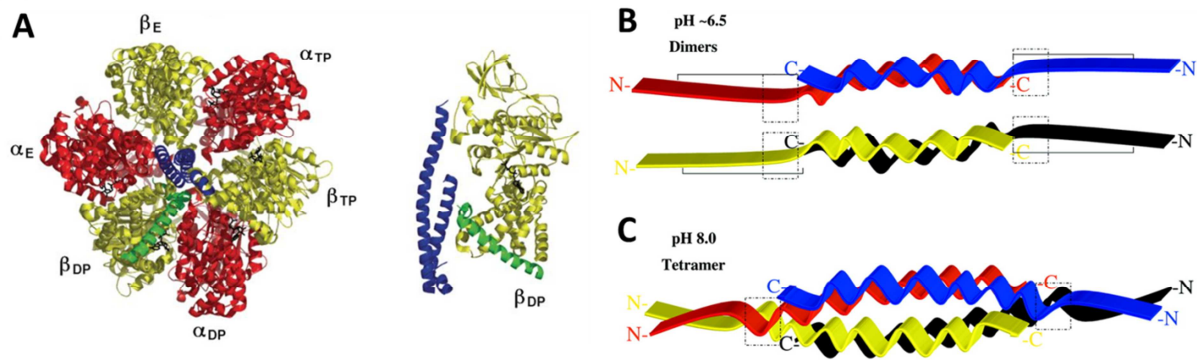 A
βE
αTP
αE
βTP
βDP
αDP
βDP
B
pH ~6.5
Dimers
C-
N-
-N
-C
C-
N-
-N
-C
C
pH 8.0
Tetramer
C-
-C
N-
-N
N-
-N
C-
-C